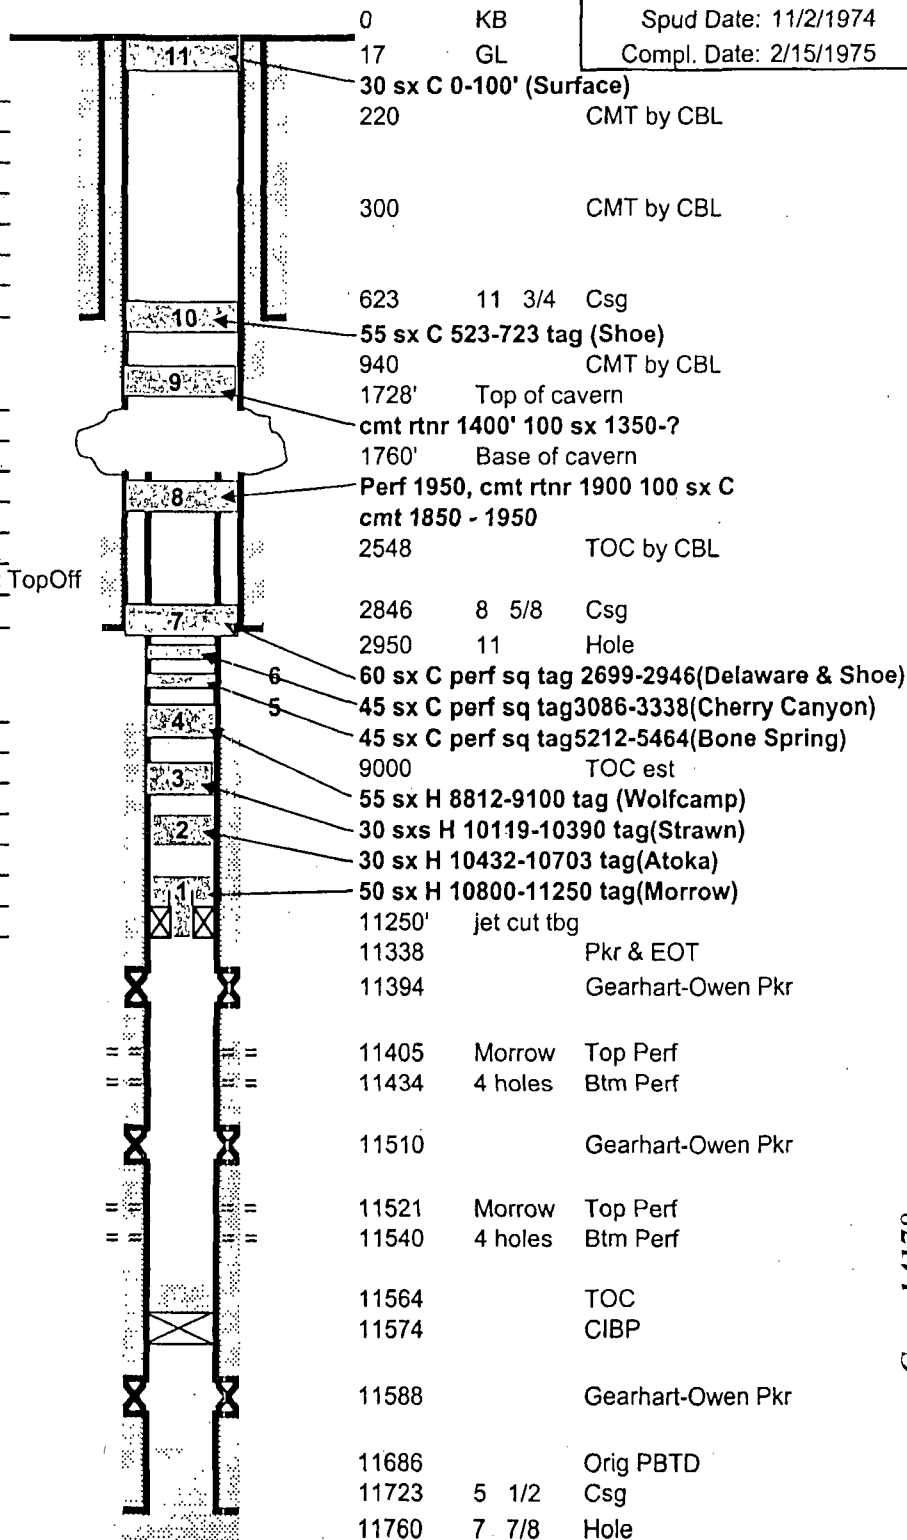 0 KB
Spud Date: 11/2/1974
17 GL
Compl. Date: 2/15/1975
11
30 sx C 0-100' (Surface)
220 CMT by CBL
300 CMT by CBL
623 11 3/4 Csg
10
55 sx C 523-723 tag (Shoe)
940 CMT by CBL
9
1728' Top of cavern
cmt rtnr 1400' 100 sx 1350-?
1760' Base of cavern
8
Perf 1950, cmt rtnr 1900 100 sx C
cmt 1850 - 1950
2548 TOC by CBL
TopOff
2846 8 5/8 Csg
7
2950 11 Hole
6
60 sx C perf sq tag 2699-2946(Delaware & Shoe)
5
45 sx C perf sq tag3086-3338(Cherry Canyon)
4
45 sx C perf sq tag5212-5464(Bone Spring)
9000 TOC est
3
55 sx H 8812-9100 tag (Wolfcamp)
2
30 sxs H 10119-10390 tag(Strawn)
30 sx H 10432-10703 tag(Atoka)
1
50 sx H 10800-11250 tag(Morrow)
11250' jet cut tbg
11338 Pkr & EOT
11394 Gearhart-Owen Pkr
11405 Morrow Top Perf
11434 4 holes Btm Perf
11510 Gearhart-Owen Pkr
11521 Morrow Top Perf
11540 4 holes Btm Perf
11564 TOC
11574 CIBP
11588 Gearhart-Owen Pkr
11686 Orig PBTD
11723 5 1/2 Csg
11760 7 7/8 Hole